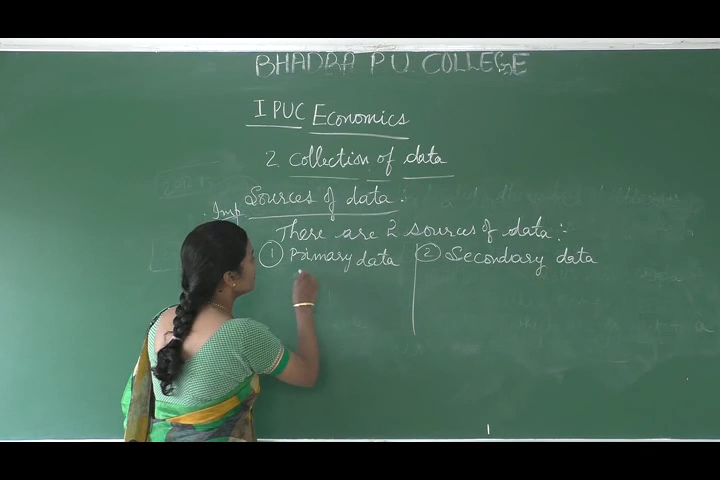 BHADRA P U COLLEGE
I PUC Economics
2. Collection of data
Imp Sources of data.
There are 2 sources of data:-
① Primary data ② Secondary data